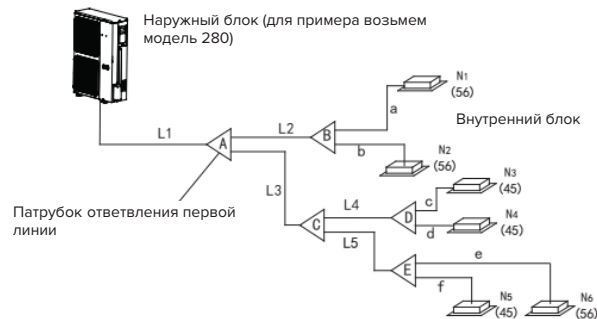 Наружный блок (для примера возьмем
модель 280)
N1
(56)
a
L1
L2
A
B
Внутренний блок
b
N2
(56)
L3
N3
(45)
c
L4
D
N4
(45)
d
Патрубок ответвления первой
линии
C
L5
E
e
f
N5
(45)
N6
(56)